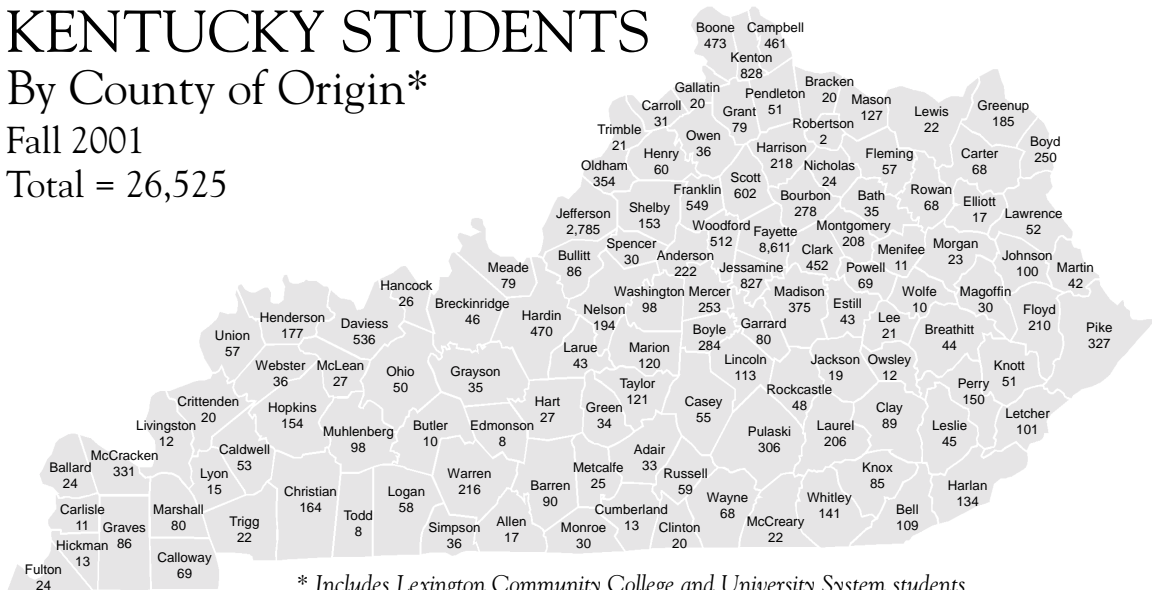 KENTUCKY STUDENTS
By County of Origin*
Fall 2001
Total = 26,525
Boone
473
Campbell
461
Kenton
828
Gallatin
20
Pendleton
51
Bracken
20
Mason
127
Lewis
22
Greenup
185
Carroll
31
Grant
79
Robertson
2
Boyd
250
Trimble
21
Owen
36
Henry
60
Harrison
218
Nicholas
24
Fleming
57
Carter
68
Oldham
354
Scott
602
Franklin
549
Bourbon
278
Bath
35
Rowan
68
Elliott
17
Lawrence
52
Jefferson
2,785
Shelby
153
Woodford
512
Fayette
8,611
Montgomery
208
Clark
452
Menifee
11
Morgan
23
Johnson
100
Martin
42
Spencer
30
Bullitt
86
Anderson
222
Jessamine
827
Powell
69
Meade
79
Hancock
26
Breckinridge
46
Hardin
470
Nelson
194
Washington
98
Mercer
253
Madison
375
Estill
43
Wolfe
10
Magoffin
30
Floyd
210
Pike
327
Lee
21
Breathitt
44
Henderson
177
Daviess
536
Union
57
Boyle
284
Garrard
80
Larue
43
Marion
120
Lincoln
113
Jackson
19
Owsley
12
Knott
51
Webster
36
McLean
27
Ohio
50
Grayson
35
Taylor
121
Rockcastle
48
Perry
150
Crittenden
20
Hopkins
154
Hart
27
Green
34
Casey
55
Clay
89
Letcher
101
Livingston
12
Muhlenberg
98
Butler
10
Edmonson
8
Pulaski
306
Laurel
206
Leslie
45
McCracken
331
Ballard
24
Caldwell
53
Lyon
15
Adair
33
Warren
216
Metcalfe
25
Russell
59
Knox
85
Harlan
134
Christian
164
Logan
58
Barren
90
Wayne
68
Whitley
141
Carlisle
11
Graves
86
Marshall
80
Trigg
22
Todd
8
Simpson
36
Allen
17
Monroe
30
Cumberland
13
Clinton
20
McCreary
22
Bell
109
Hickman
13
Calloway
69
Fulton
24
* Includes Lexington Community College and University System students